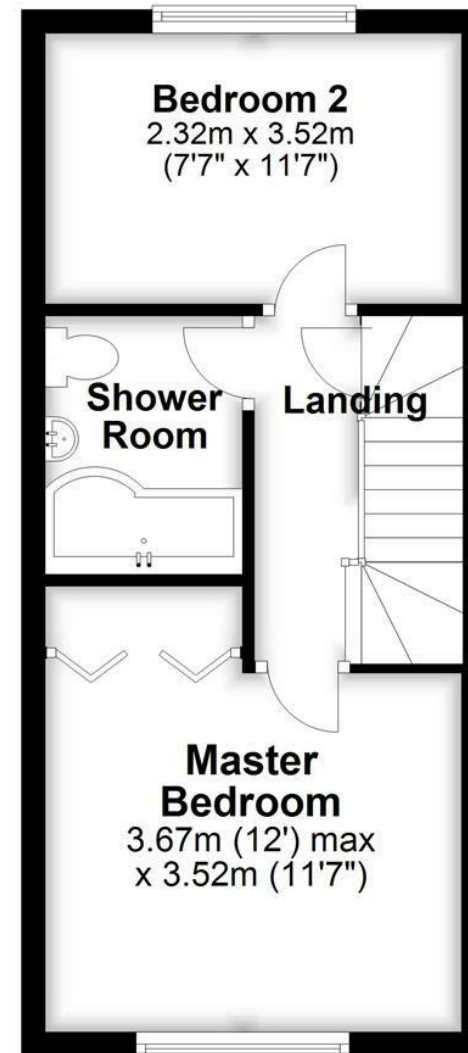 Bedroom 2
2.32m x 3.52m
(7'7" x 11'7")
Shower
Room
Landing
Master
Bedroom
3.67m (12') max
x 3.52m (11'7")